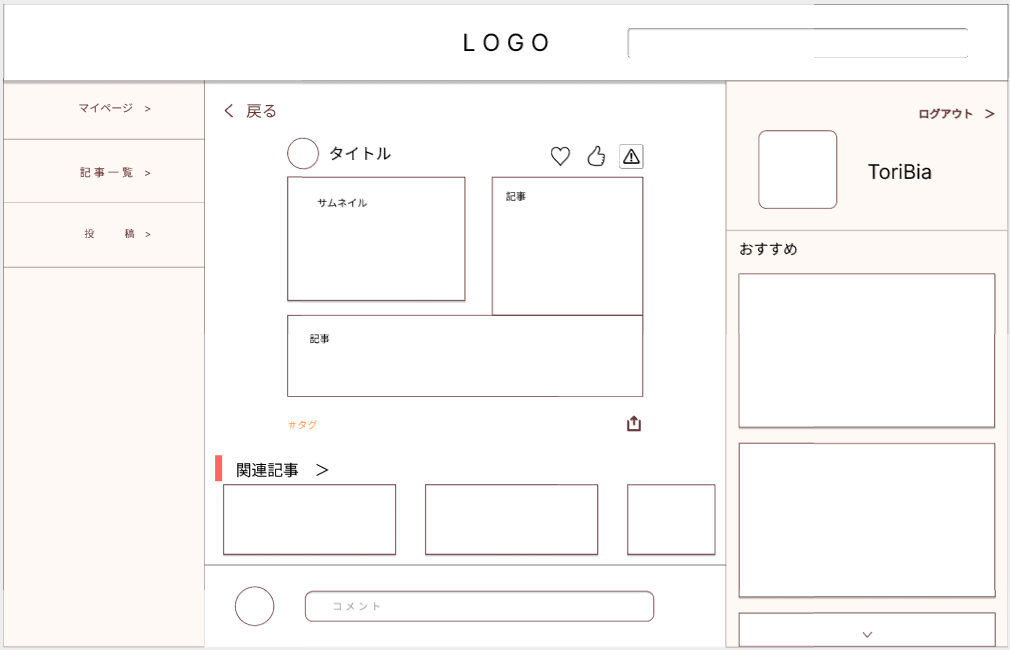 LOGO
マイページ >
記事一覧 >
投 稿 >
< 戻る
タイトル
サムネイル
記事
記事
#タグ
関連記事 >
コメント
ログアウト >
ToriBia
おすすめ